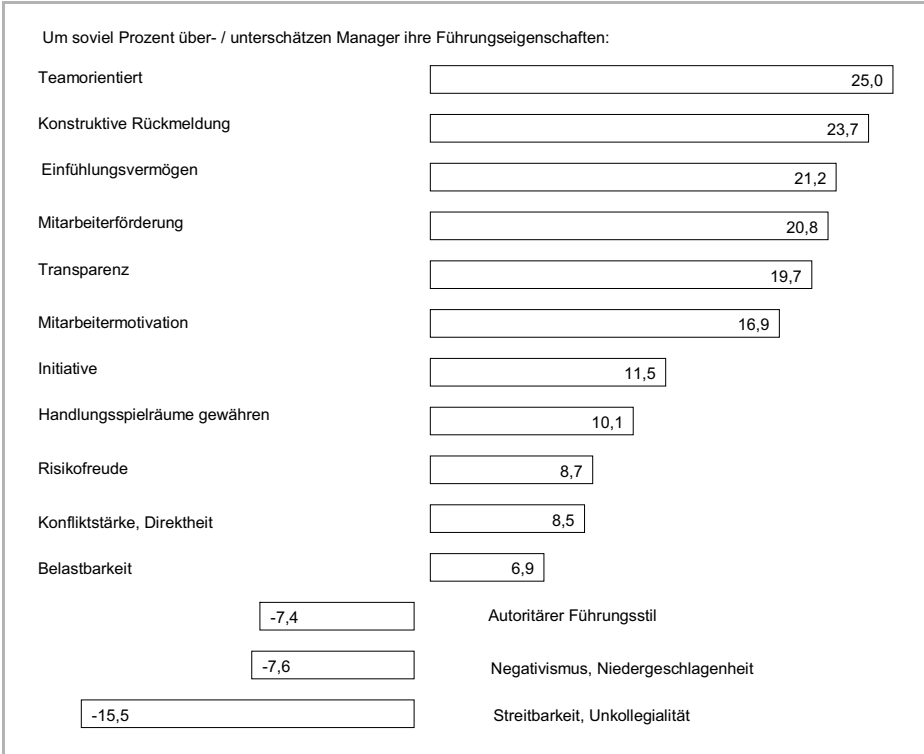 Um soviel Prozent über- / unterschätzen Manager ihre Führungseigenschaften:
Teamorientiert 25,0
Konstruktive Rückmeldung 23,7
Einfühlungsvermögen 21,2
Mitarbeiterförderung 20,8
Transparenz 19,7
Mitarbeitermotivation 16,9
Initiative 11,5
Handlungsspielräume gewähren 10,1
Risikofreude 8,7
Konfliktstärke, Direktheit 8,5
Belastbarkeit 6,9
-7,4 Autoritärer Führungsstil
-7,6 Negativismus, Niedergeschlagenheit
-15,5 Streitbarkeit, Unkollegialität